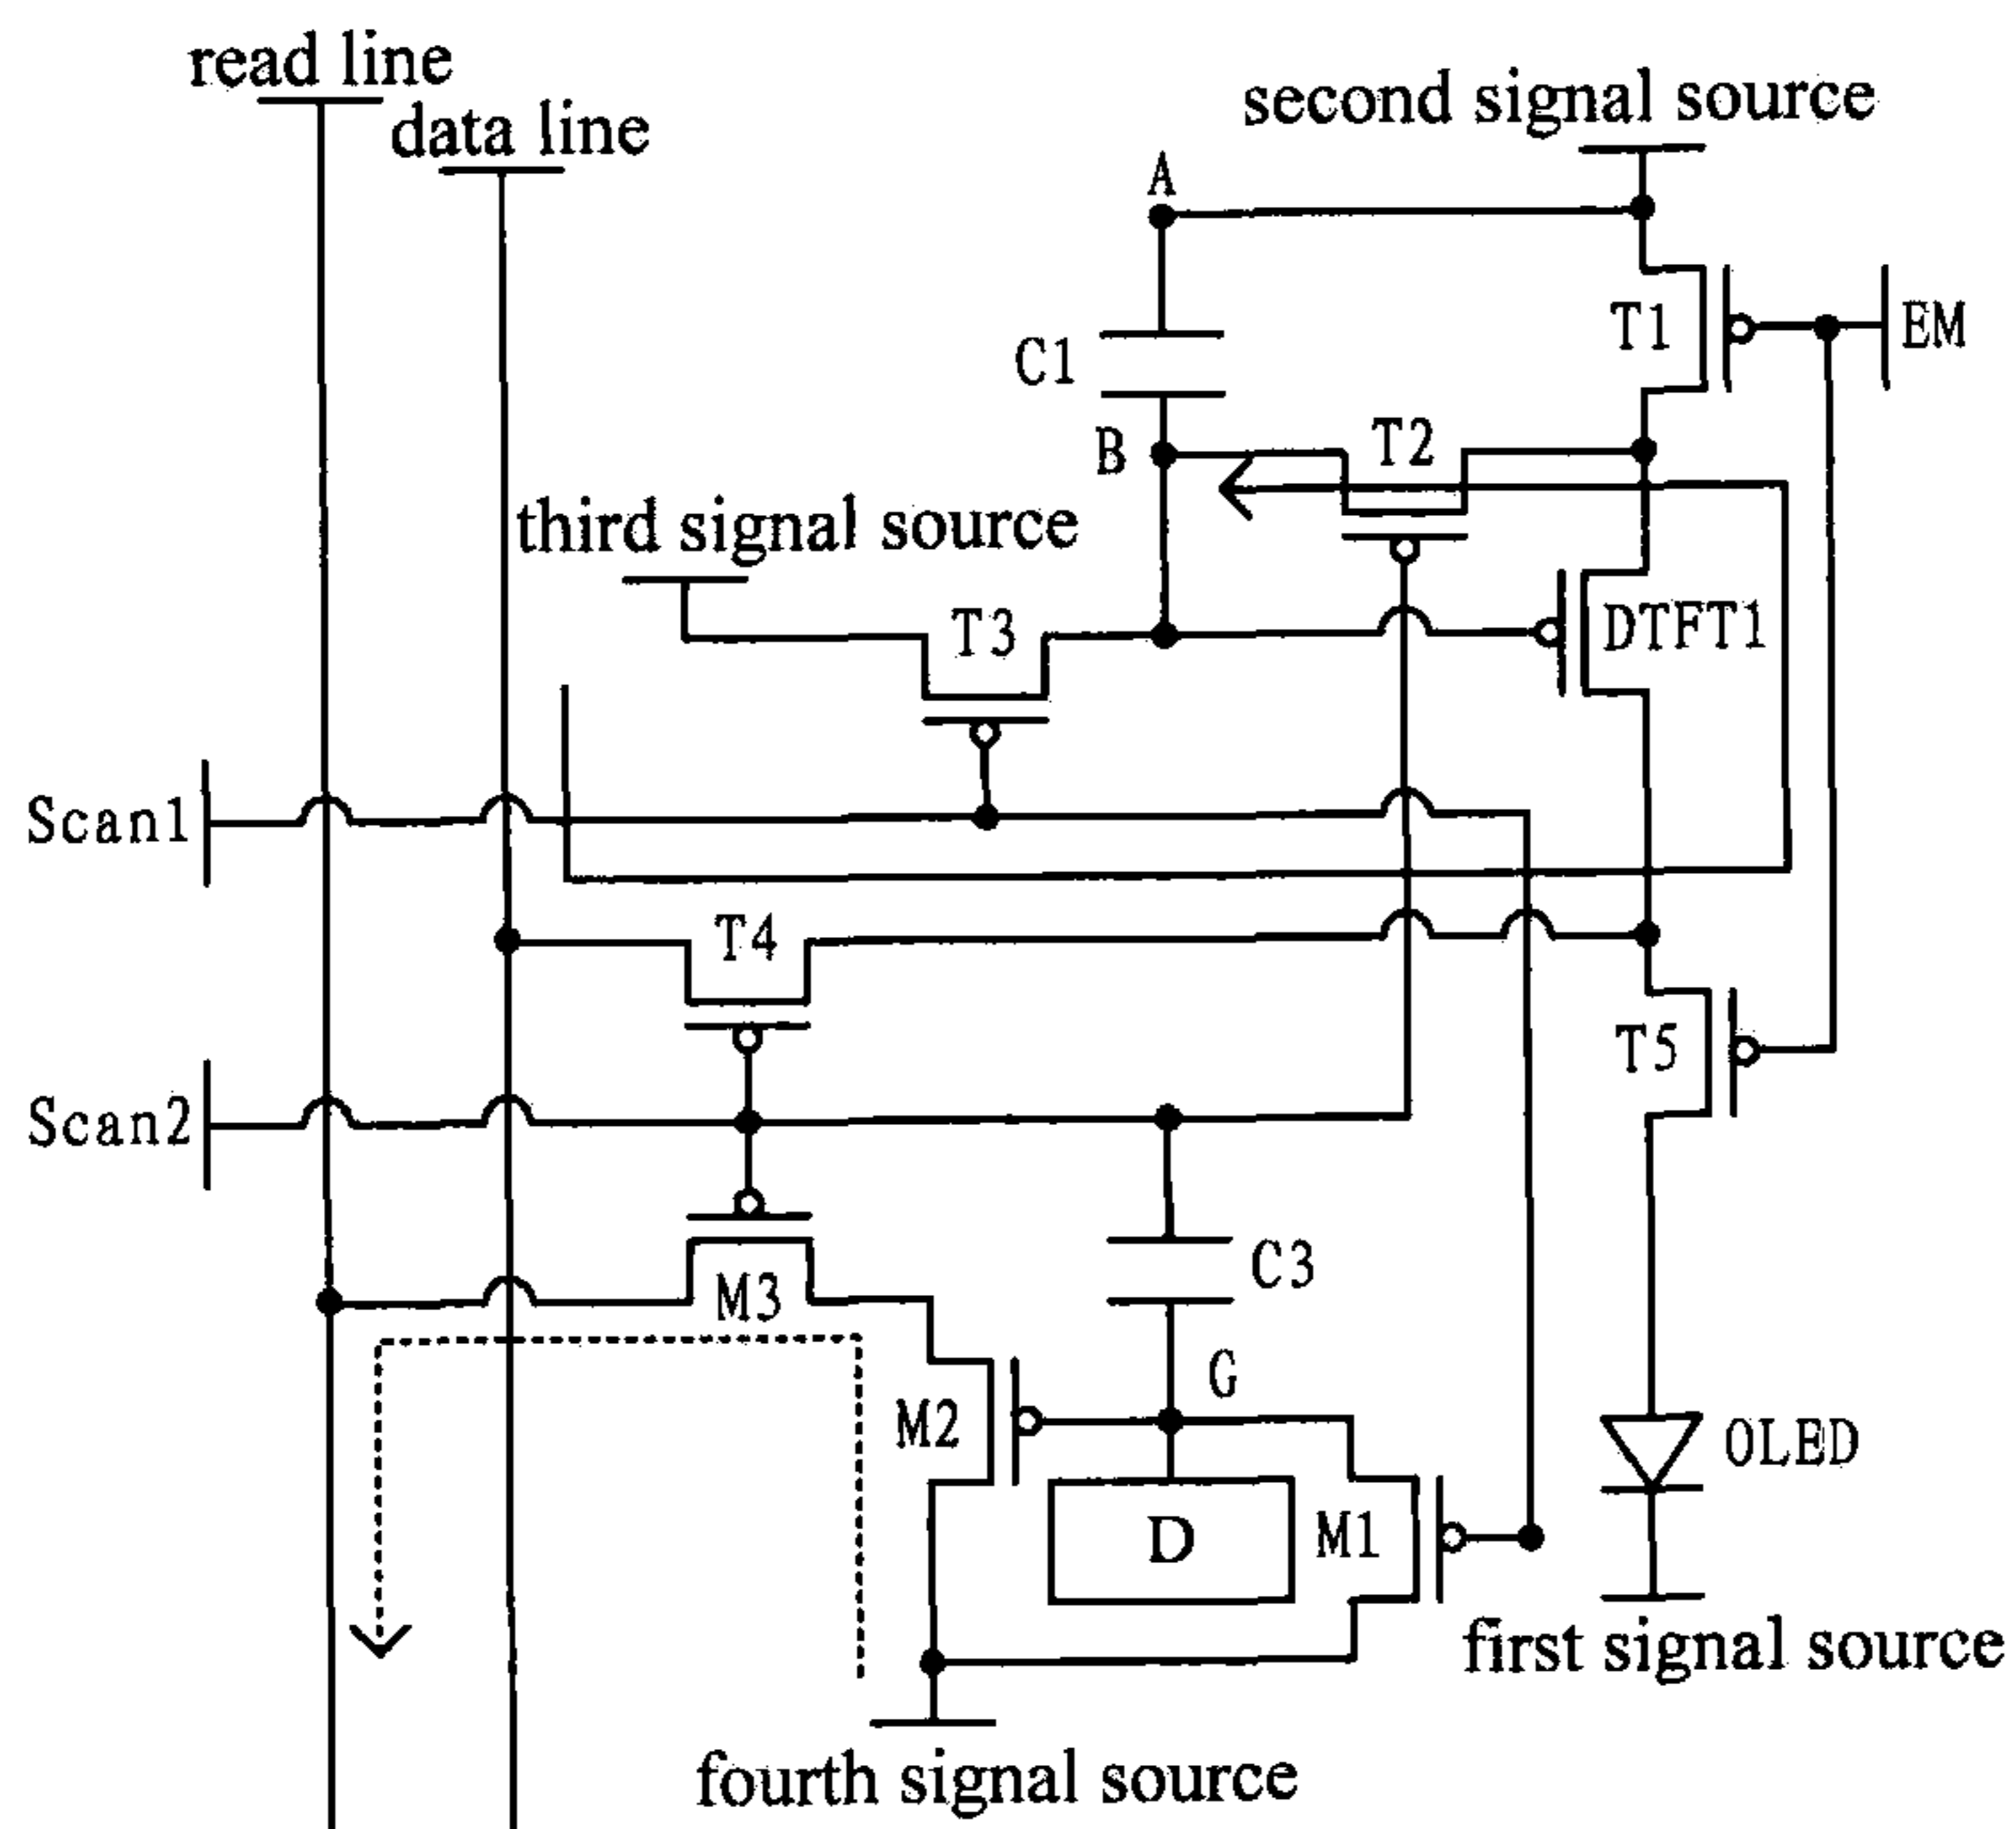 read line
data line
second signal source
A
T1
EM
C1
T2
B
third signal source
T3
DTFT1
Scan1
T4
T5
Scan2
C3
M3
G
M2
OLED
D
M1
first signal source
fourth signal source